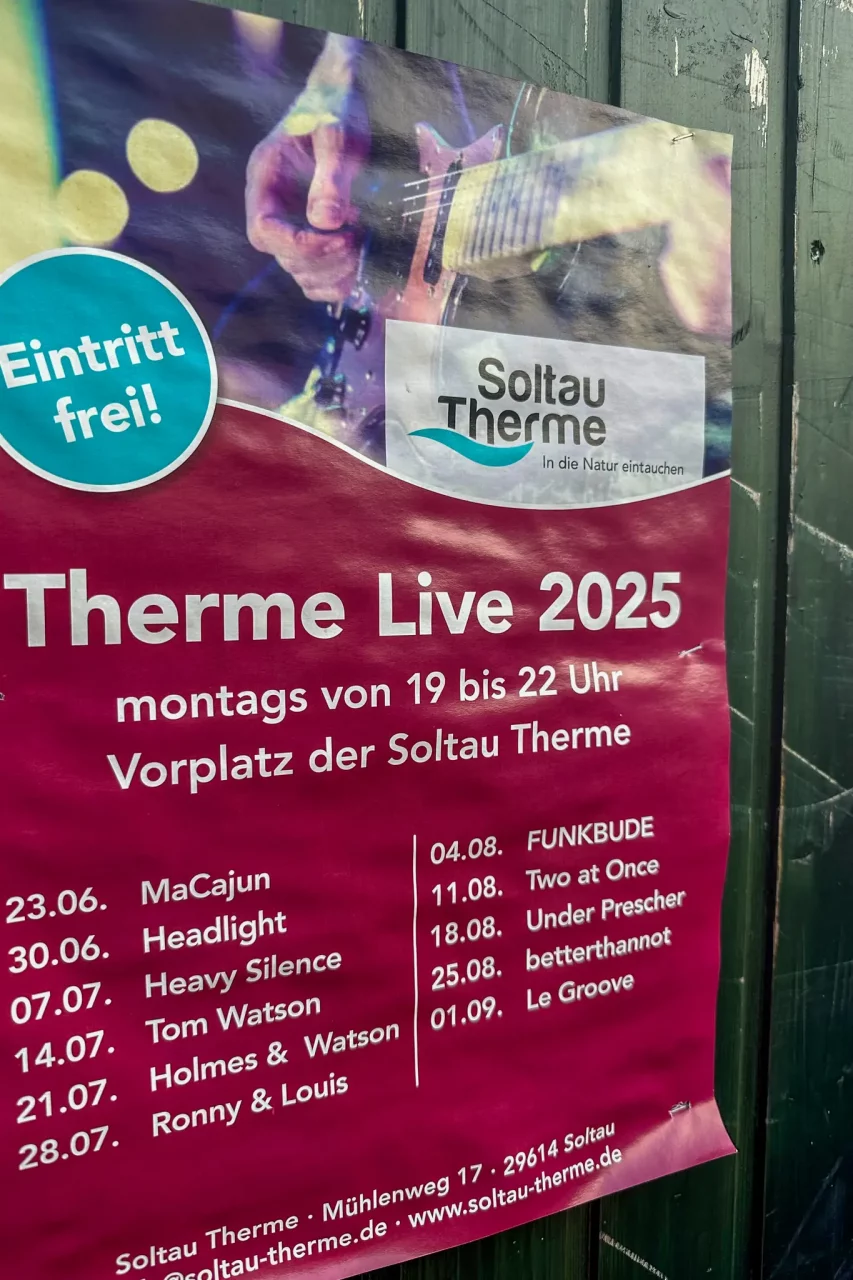 Eintritt
frei!
Soltau
Therme
In die Natur eintauchen
Therme Live 2025
montags von 19 bis 22 Uhr
Vorplatz der Soltau Therme
23.06. MaCajun
30.06. Headlight
07.07. Heavy Silence
14.07. Tom Watson
21.07. Holmes & Watson
28.07. Ronny & Louis
04.08. FUNKBUDE
11.08. Two at Once
18.08. Under Prescher
25.08. betterthannot
01.09. Le Groove
Soltau Therme · Mühlenweg 17 · 29614 Soltau
@soltau-therme.de · www.soltau-therme.de